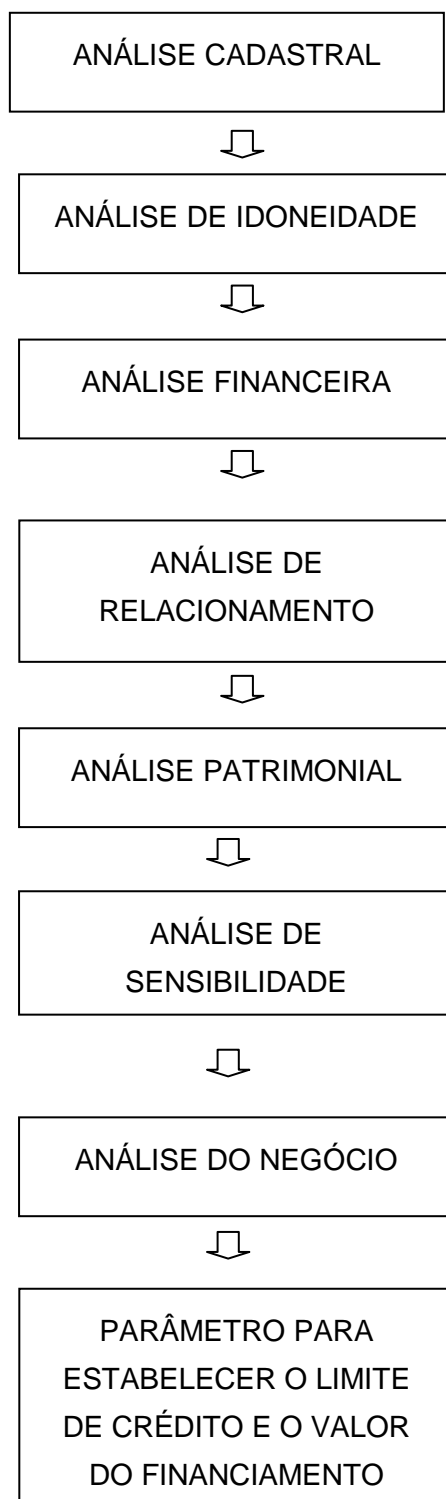 ANÁLISE CADASTRAL
ANÁLISE DE IDONEIDADE
ANÁLISE FINANCEIRA
ANÁLISE DE
RELACIONAMENTO
ANÁLISE PATRIMONIAL
ANÁLISE DE
SENSIBILIDADE
ANÁLISE DO NEGÓCIO
PARÂMETRO PARA
ESTABELECER O LIMITE
DE CRÉDITO E O VALOR
DO FINANCIAMENTO